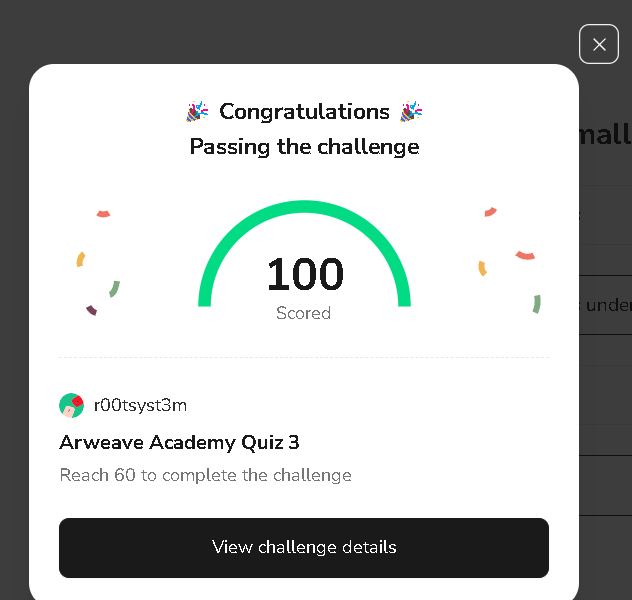 🎉 Congratulations 🎉
Passing the challenge
100
Scored
r00tsyst3m
Arweave Academy Quiz 3
Reach 60 to complete the challenge
View challenge details
mall
under